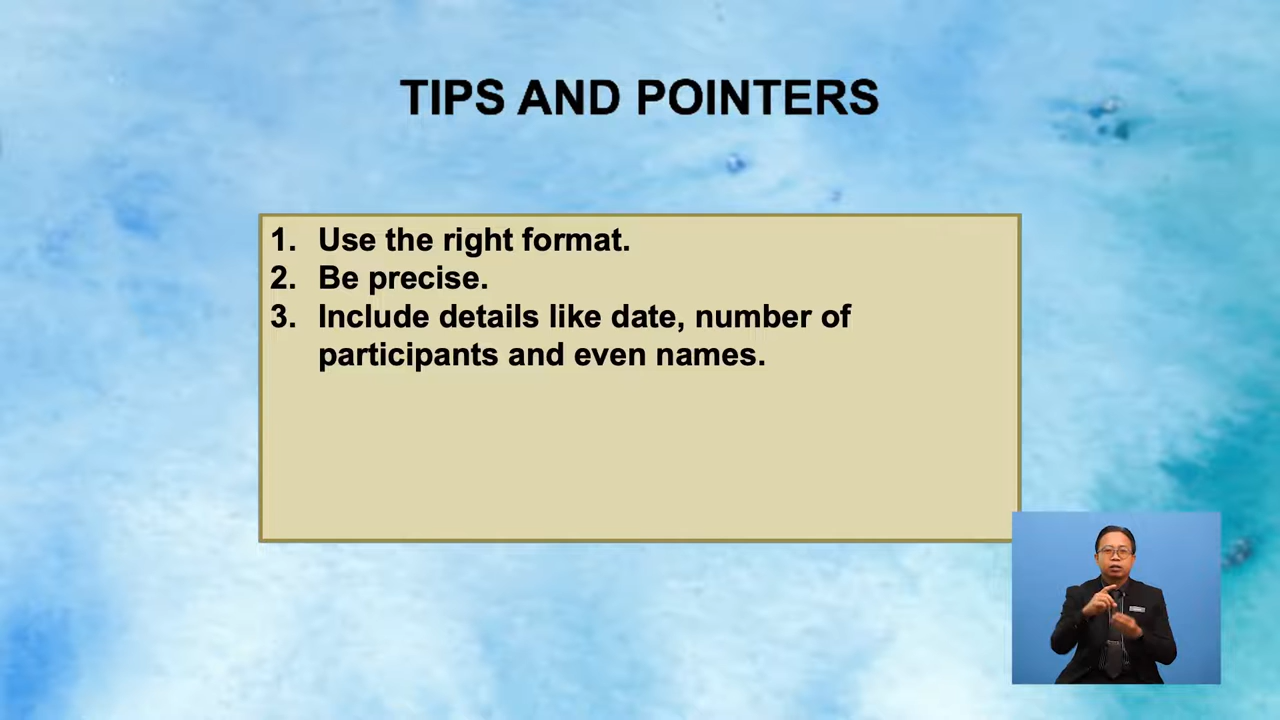 TIPS AND POINTERS
1. Use the right format.
2. Be precise.
3. Include details like date, number of
participants and even names.